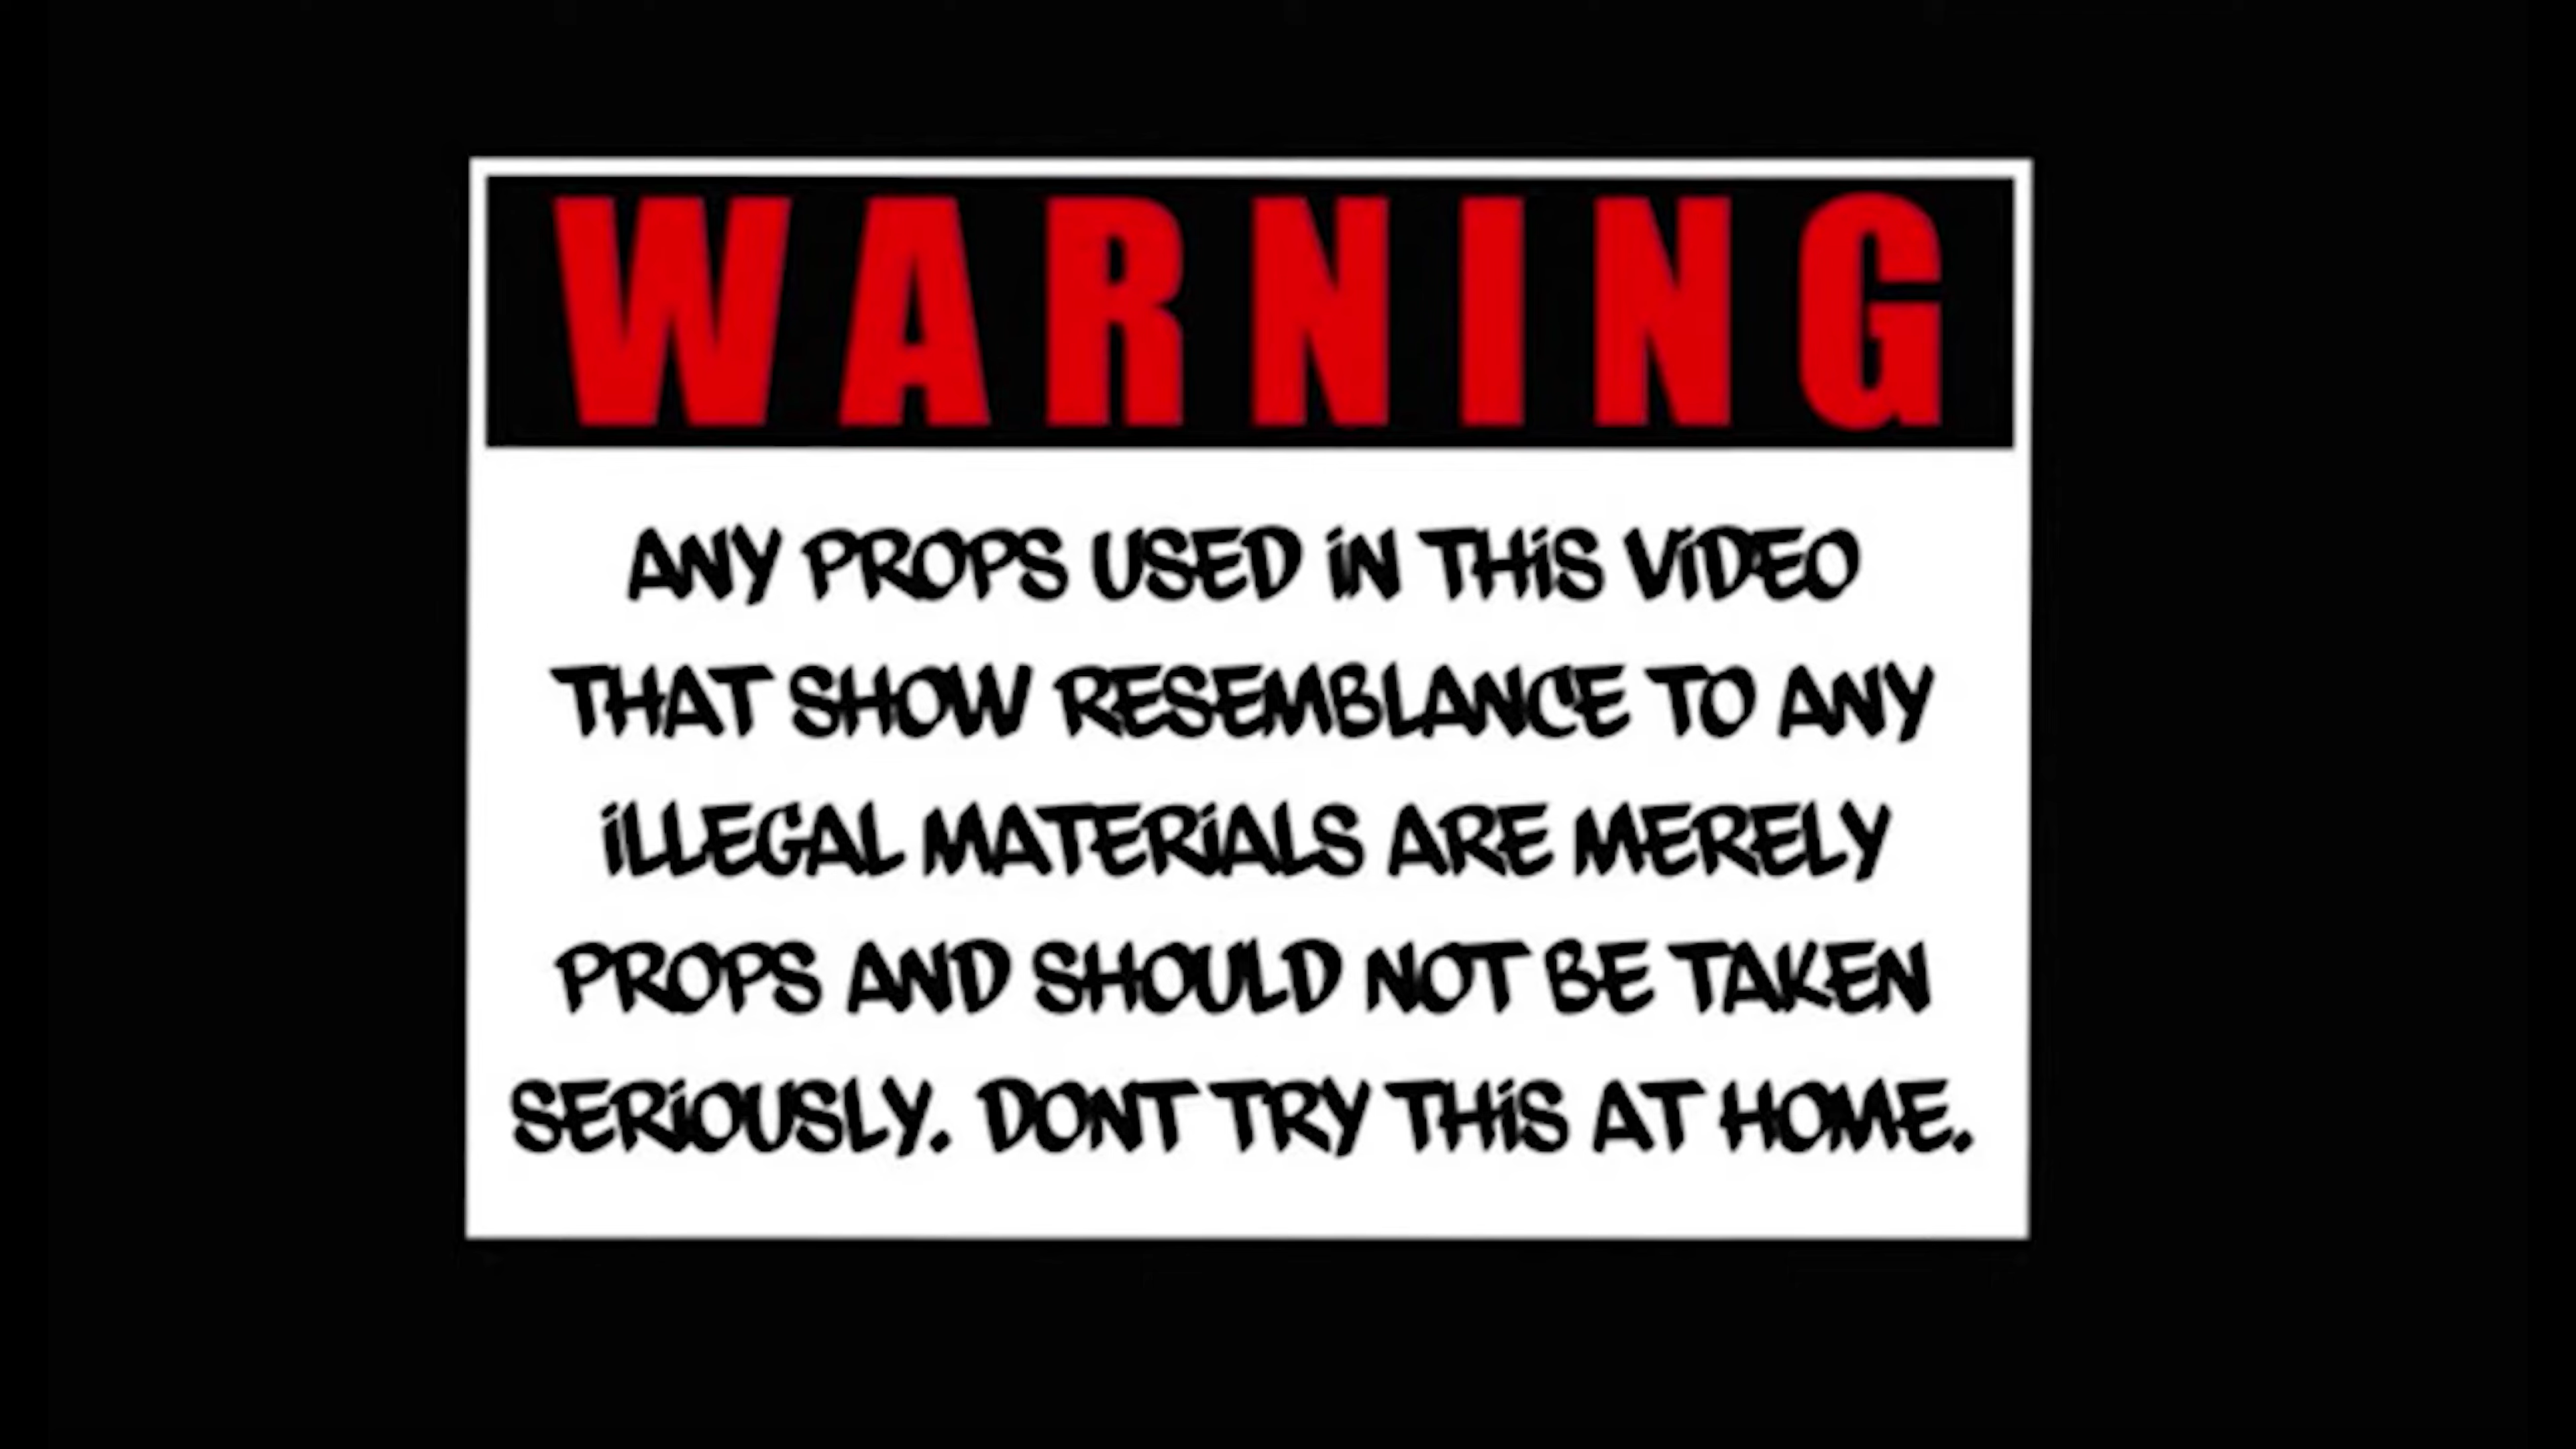 WARNING
ANY PROPS USED iN THiS ViDEO
THAT SHOW RESEMBLANCE TO ANY
iLLEGAL MATERiALS ARE MERELY
PROPS AND SHOULD NOT BE TAKEN
SERiOUSLY. DONT TRY THiS AT HOME.